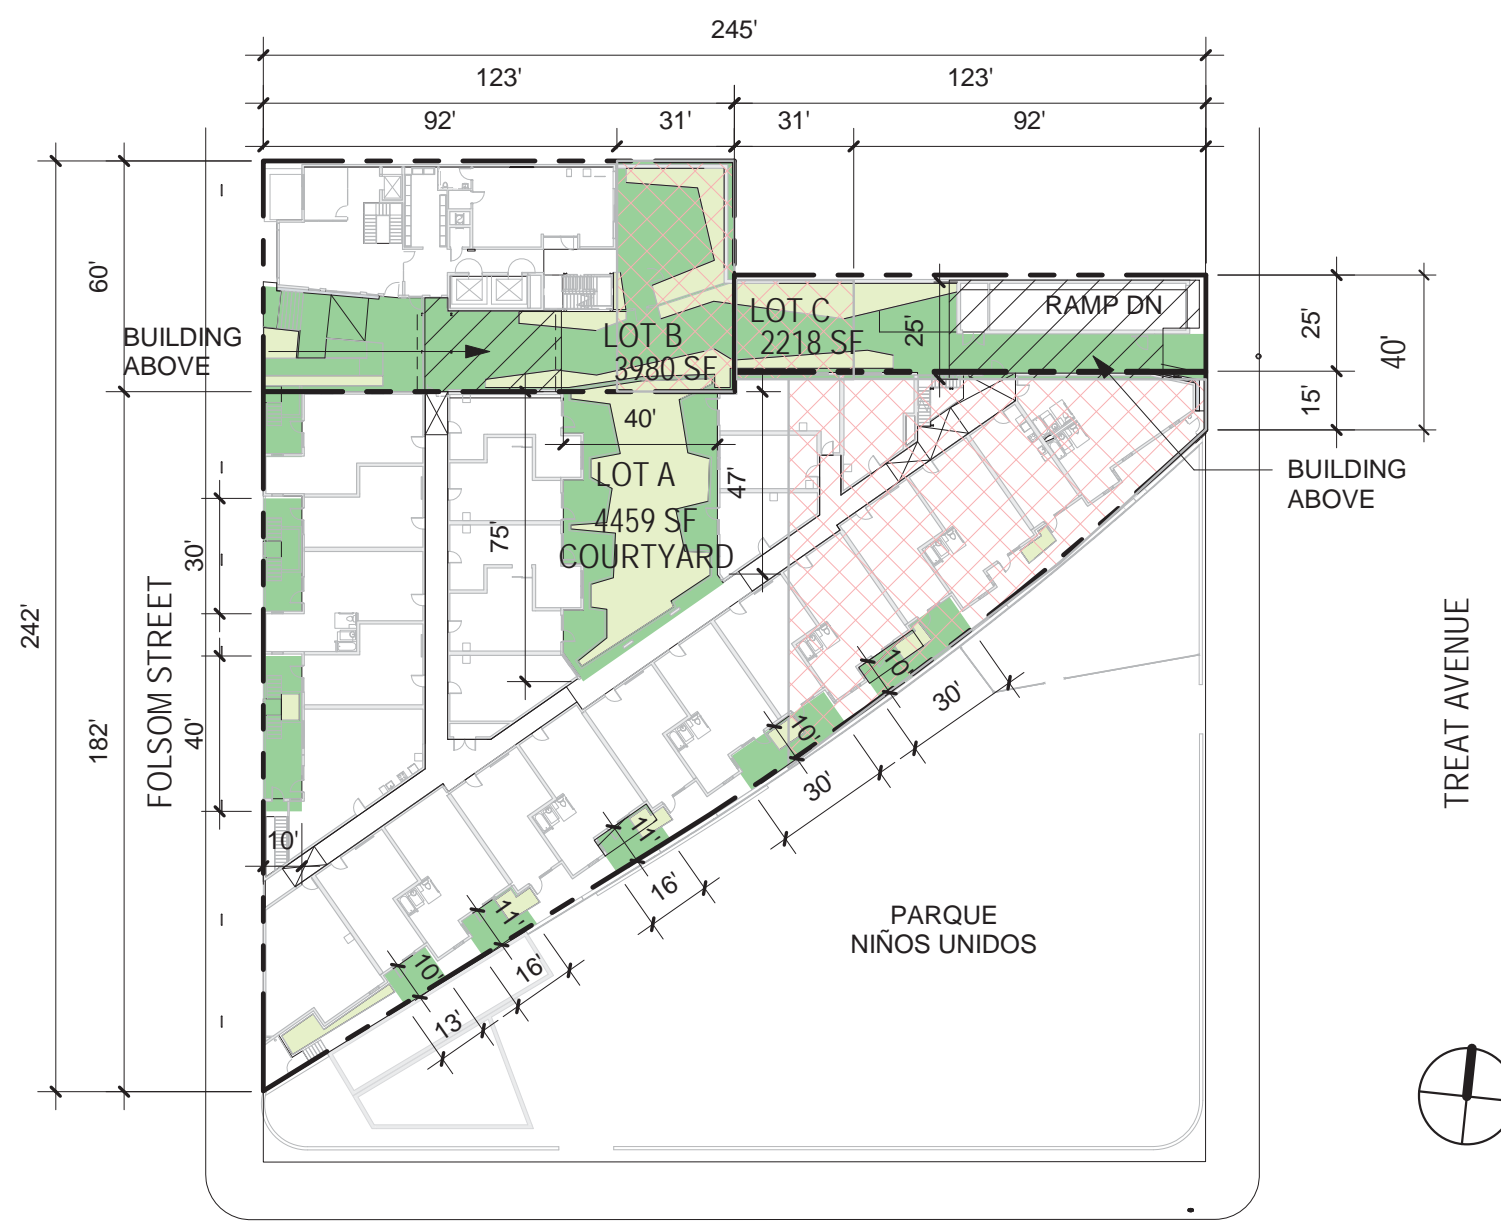 245'
123'
123'
92'
31'
31'
92'
60'
242'
182'
BUILDING
ABOVE
LOT B
3980 SF
LOT C
2218 SF
25'
RAMP DN
25'
40'
15'
BUILDING
ABOVE
40'
LOT A
4459 SF
COURTYARD
47'
75'
30'
40'
FOLSOM STREET
10'
TREAT AVENUE
10'
30'
10'
30'
11'
16'
11'
16'
10'
13'
PARQUE
NIÑOS UNIDOS